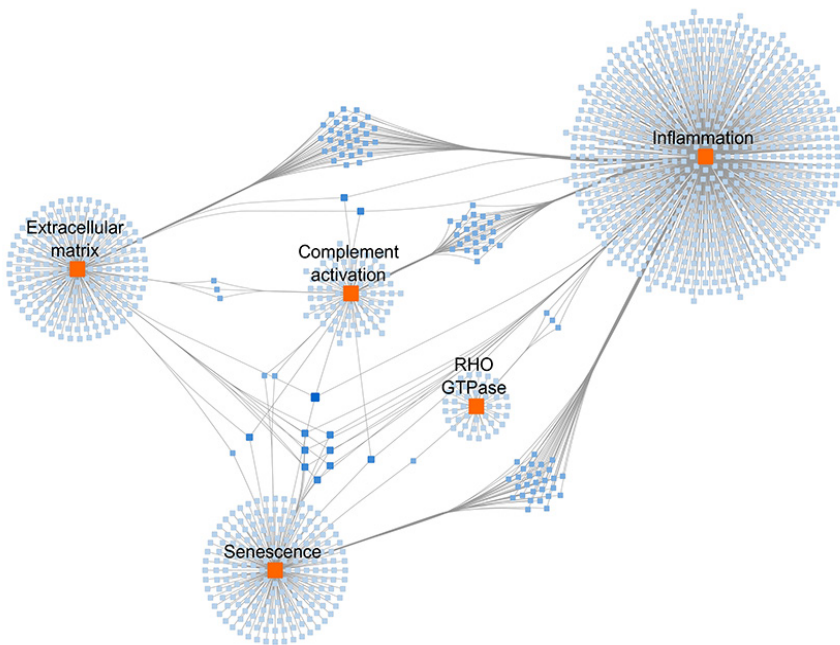 Inflammation
Extracellular
matrix
Complement
activation
RHO
GTPase
Senescence